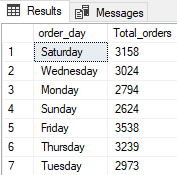 Results Messages
order_day Total_orders
1 Saturday 3158
2 Wednesday 3024
3 Monday 2794
4 Sunday 2624
5 Friday 3538
6 Thursday 3239
7 Tuesday 2973